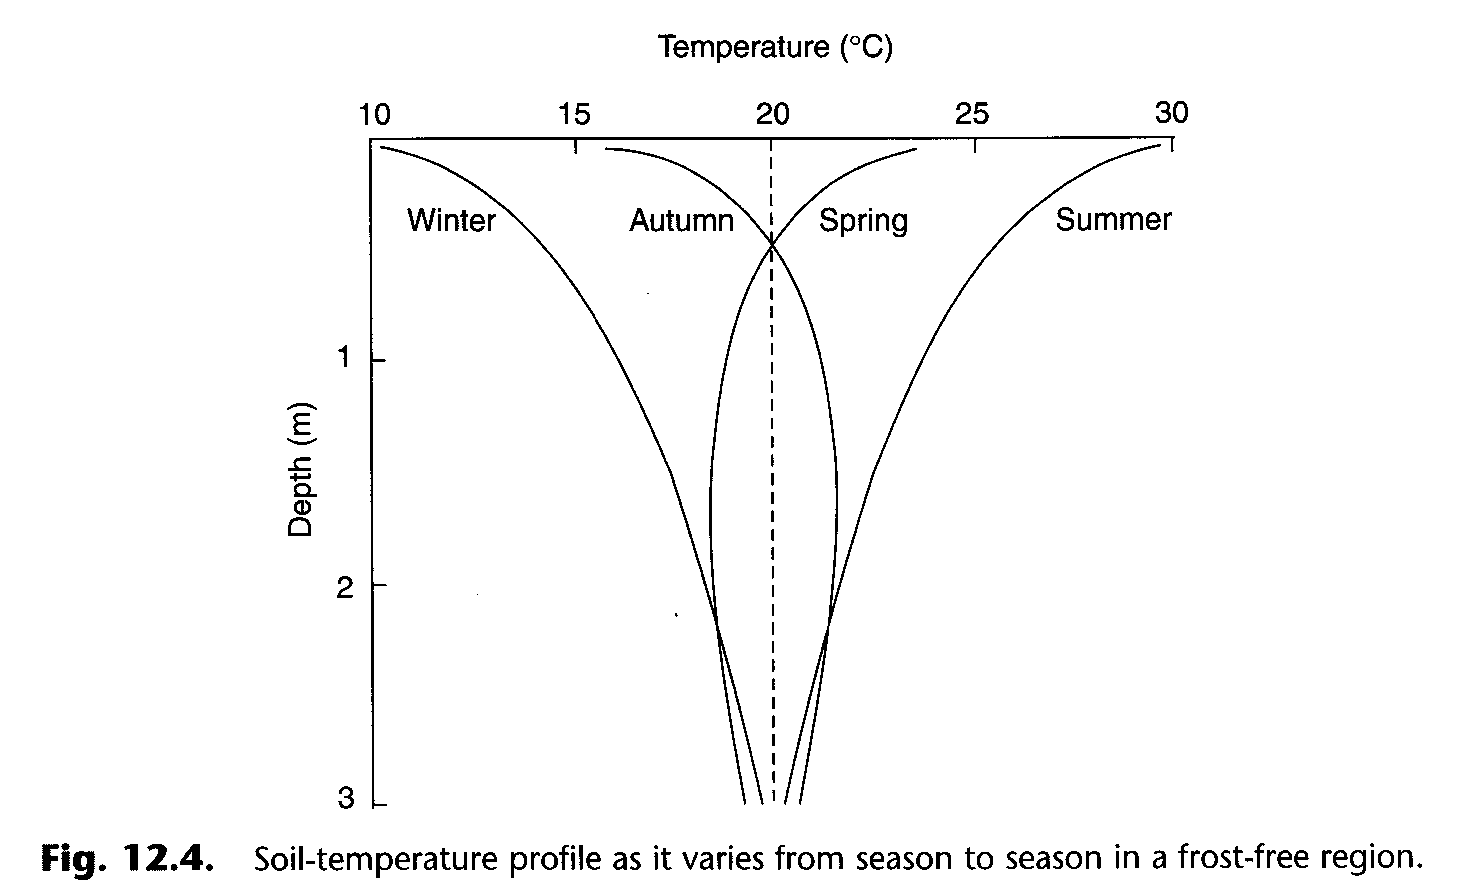 Temperature (°C)
10 15 20 25 30
Winter Autumn Spring Summer
1
Depth (m)
2
3
Fig. 12.4. Soil-temperature profile as it varies from season to season in a frost-free region.